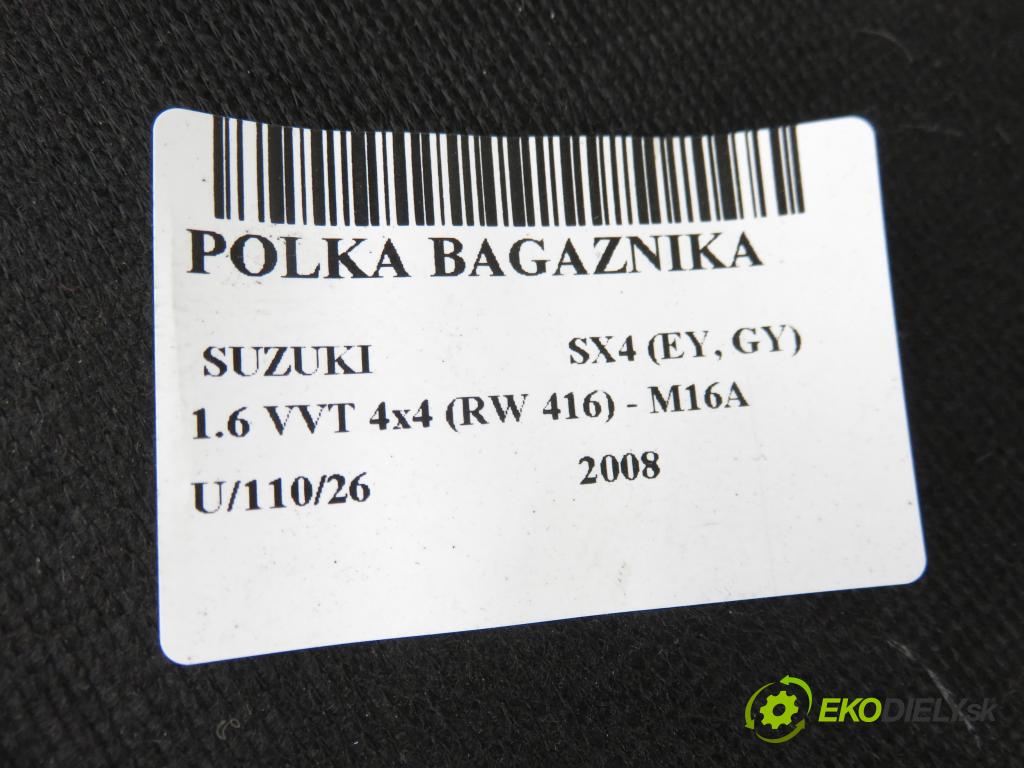 POLKA BAGAZNIKA
SUZUKI SX4 (EY, GY)
1.6 VVT 4x4 (RW 416) - M16A
U/110/26 2008
EKODIELY.sk